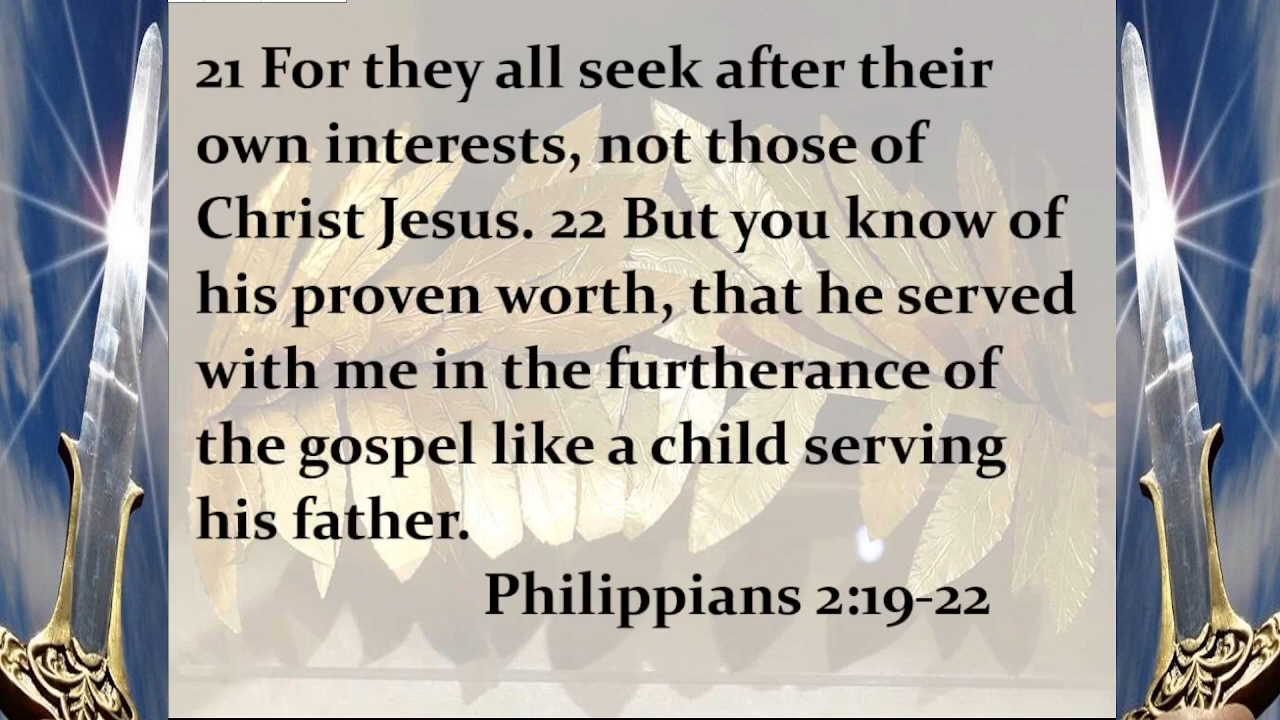 21 For they all seek after their
own interests, not those of
Christ Jesus. 22 But you know of
his proven worth, that he served
with me in the furtherance of
the gospel like a child serving
his father.
Philippians 2:19-22